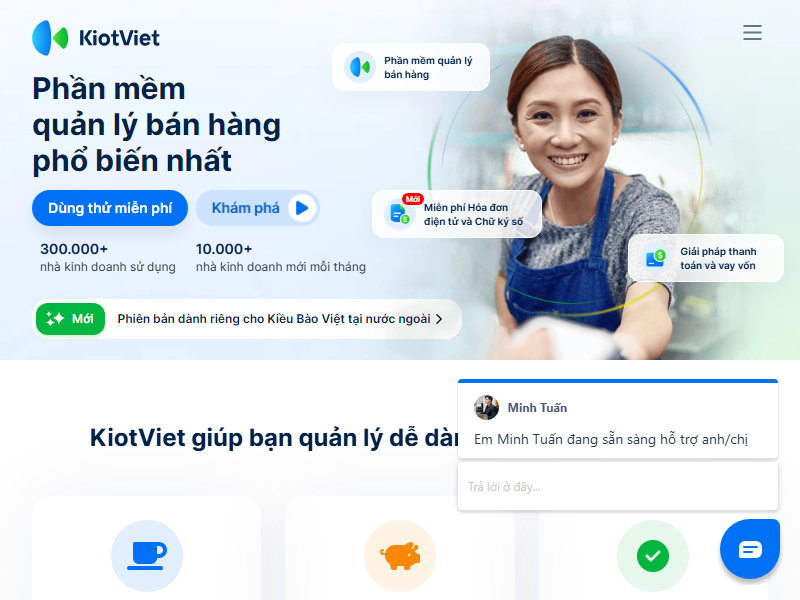 KiotViet
Phần mềm
quản lý bán hàng
phổ biến nhất
Dùng thử miễn phí
Khám phá
300.000+
nhà kinh doanh sử dụng
10.000+
nhà kinh doanh mới mỗi tháng
Mới
Phiên bản dành riêng cho Kiều Bào Việt tại nước ngoài
Phần mềm quản lý
bán hàng
Mới
Miễn phí Hóa đơn
điện tử và Chữ ký số
Giải pháp thanh
toán và vay vốn
KiotViet giúp bạn quản lý dễ
Minh Tuấn
Em Minh Tuấn đang sẵn sàng hỗ trợ anh/chị
Trả lời ở đây...